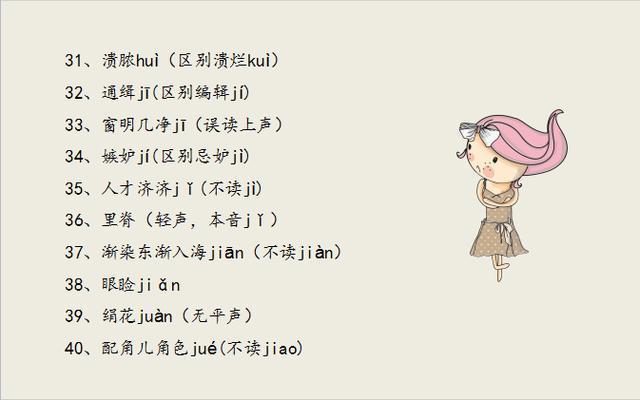 31、溃脓huì（区别溃烂kuì）
32、通缉jī(区别编辑jí)
33、窗明几净jī（误读上声）
34、嫉妒jí(区别忌妒jì)
35、人才济济jǐ(不读jì)
36、里脊（轻声，本音jǐ）
37、渐染东渐入海jiān（不读jiàn）
38、眼睑jiǎn
39、绢花juàn（无平声）
40、配角儿角色jué(不读jiao)